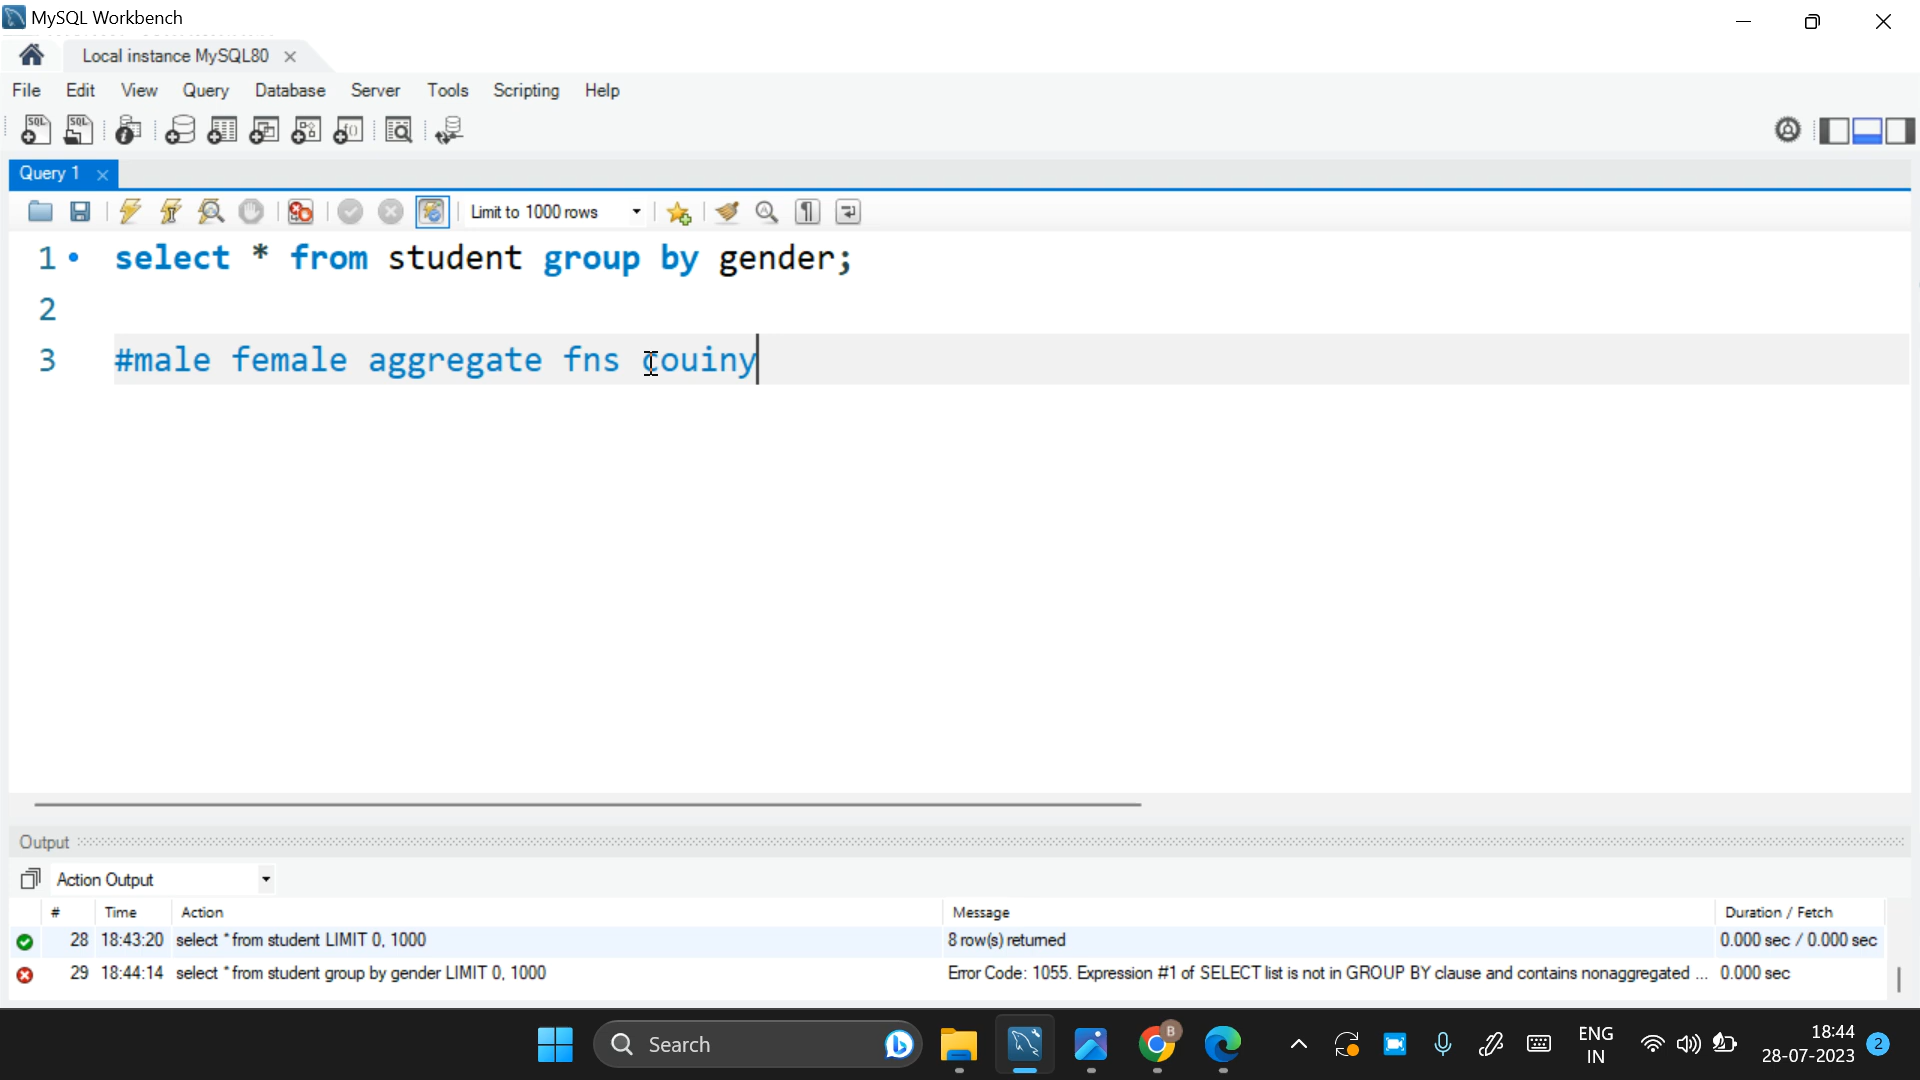 MySQL Workbench
Local instance MySQL80
File Edit View Query Database Server Tools Scripting Help
SQL SQL
Query 1
Limit to 1000 rows
1 select * from student group by gender;
2
3 #male female aggregate fns couiny
Output
Action Output
# Time Action Message Duration / Fetch
28 18:43:20 select * from student LIMIT 0, 1000 8 row(s) returned 0.000 sec / 0.000 sec
29 18:44:14 select * from student group by gender LIMIT 0, 1000 Error Code: 1055. Expression #1 of SELECT list is not in GROUP BY clause and contains nonaggregated ... 0.000 sec
Search B ENG 18:44
IN 28-07-2023 2